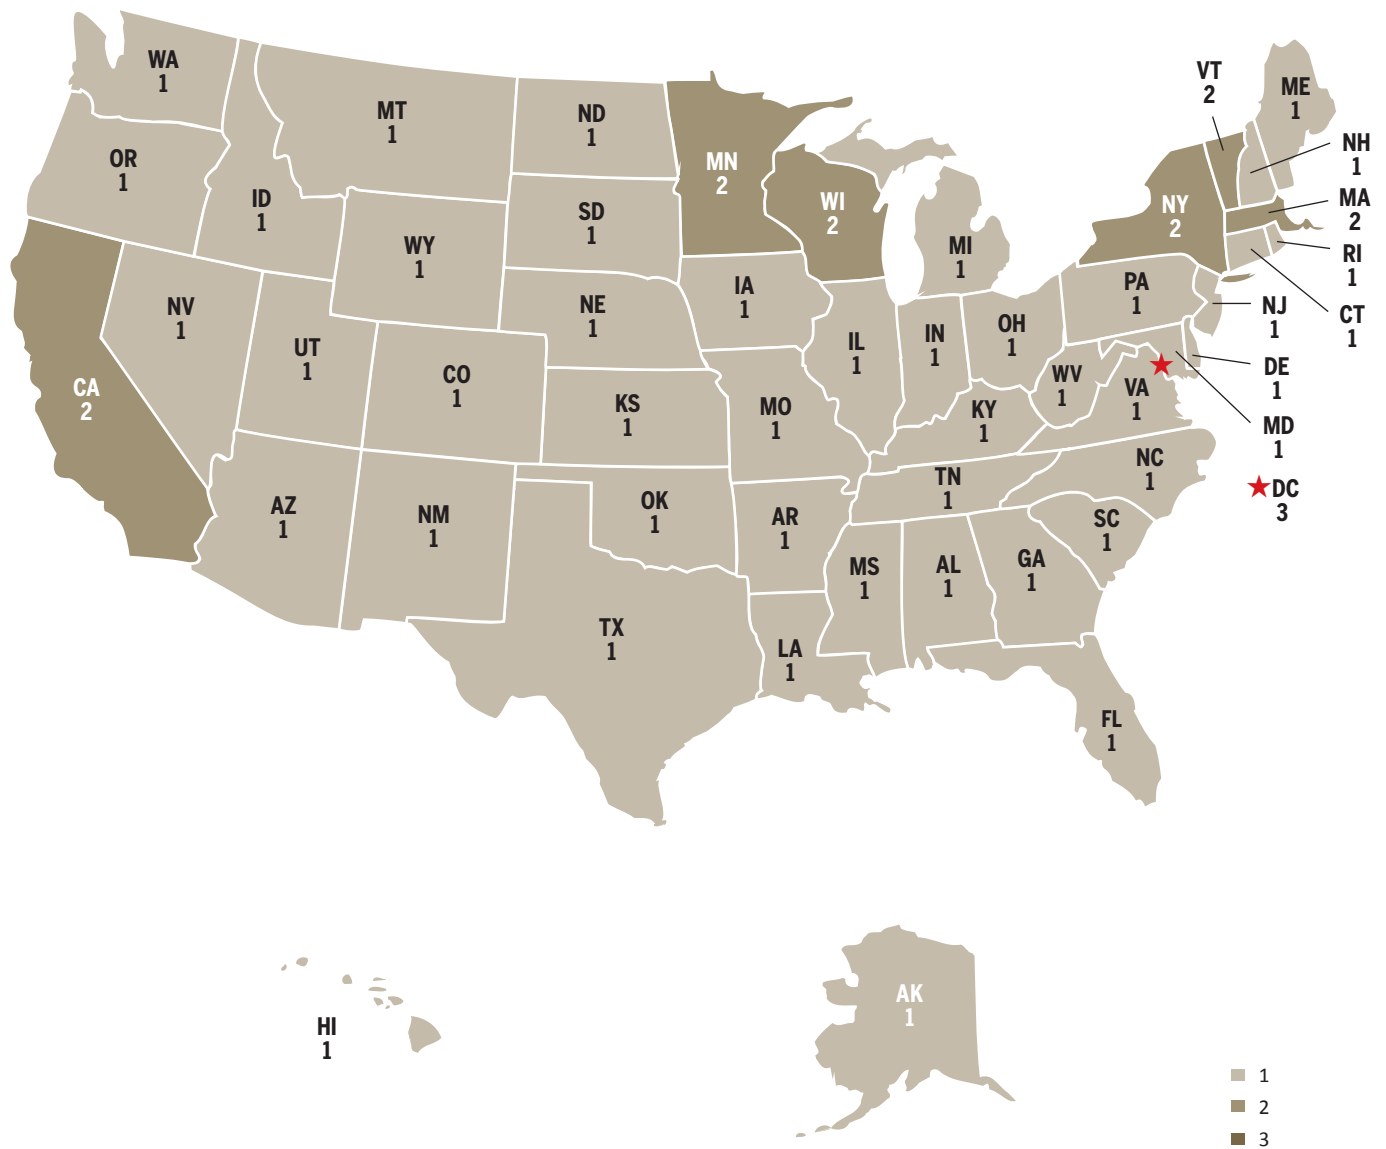 WA
1
MT
1
ND
1
MN
2
VT
2
ME
1
OR
1
ID
1
SD
1
WI
2
NH
1
NY
2
MA
2
WY
1
MI
1
RI
1
NV
1
NE
1
IA
1
PA
1
NJ
1
CT
1
UT
1
CO
1
IL
1
IN
1
OH
1
DE
1
CA
2
KS
1
MO
1
KY
1
WV
1
VA
1
MD
1
AZ
1
NM
1
OK
1
AR
1
TN
1
NC
1
DC
3
SC
1
MS
1
AL
1
GA
1
TX
1
LA
1
FL
1
HI
1
AK
1
1
2
3